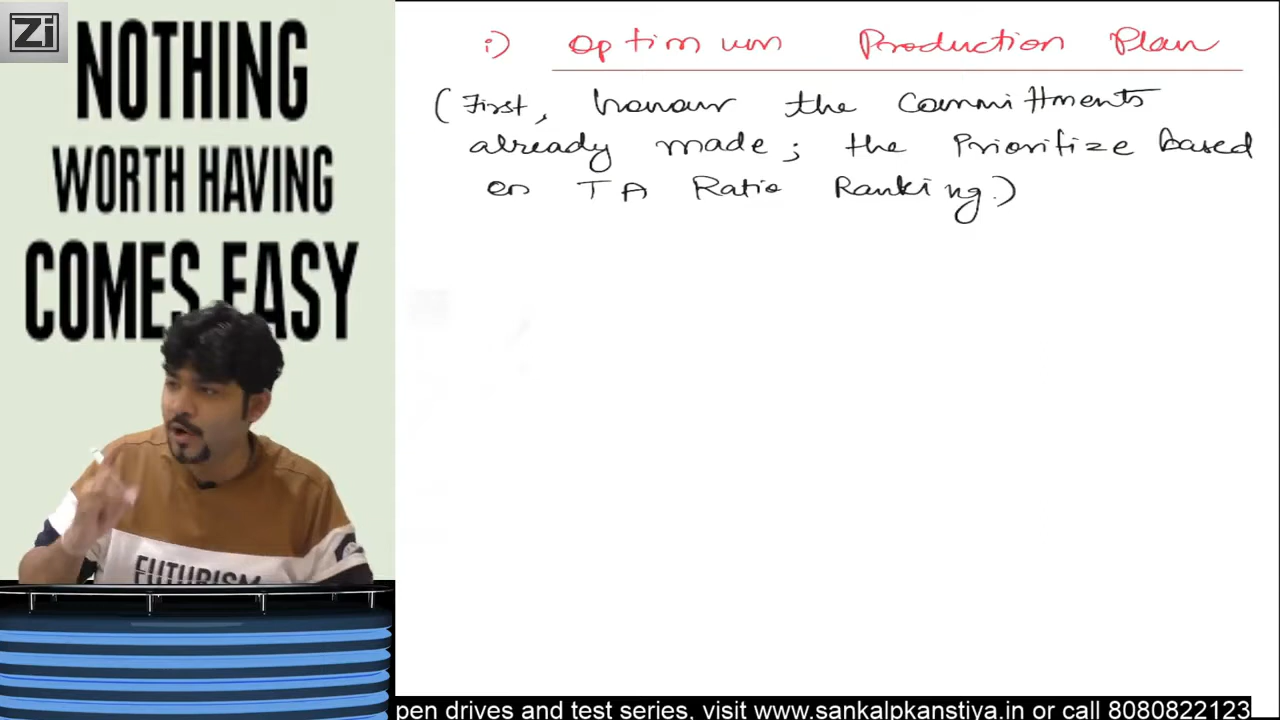 Zi
NOTHING
WORTH HAVING
COMES EASY
FUTURISM
i) Optimum Production Plan
(First, honour the Committments
already made; the Prioritize based
on TA Ratio Ranking.)
pen drives and test series, visit www.sankalpkanstiya.in or call 8080822123